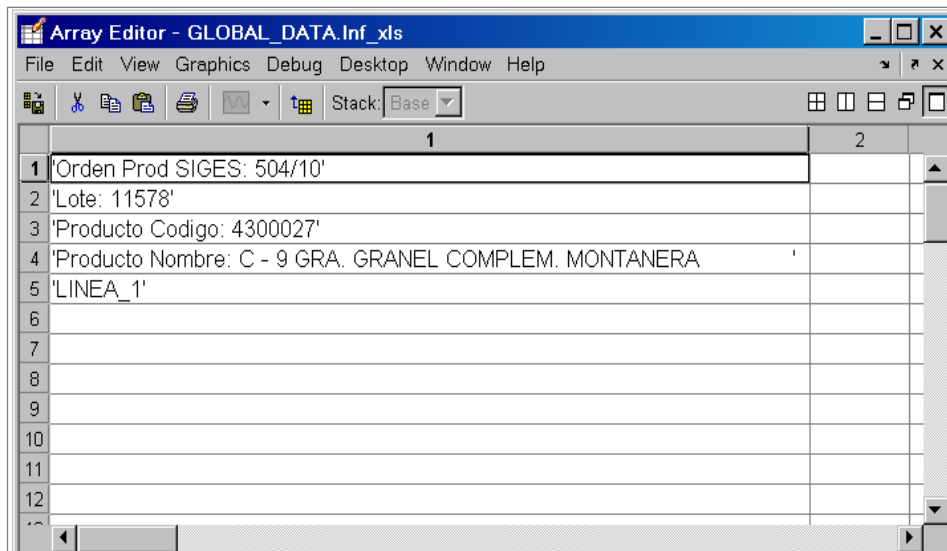 Array Editor - GLOBAL_DATA.Inf_xls
File Edit View Graphics Debug Desktop Window Help
Stack: Base
1 2
1 'Orden Prod SIGES: 504/10'
2 'Lote: 11578'
3 'Producto Codigo: 4300027'
4 'Producto Nombre: C - 9 GRA. GRANEL COMPLEM. MONTANERA '
5 'LINEA_1'
6
7
8
9
10
11
12